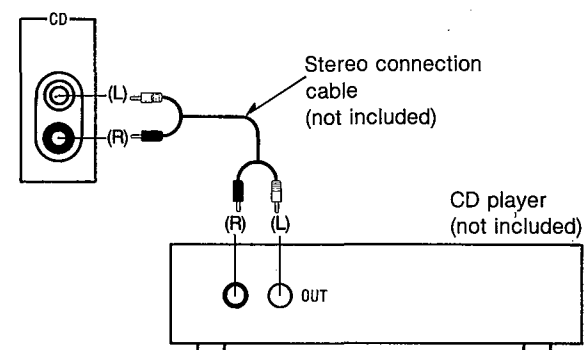 CD
(L)
(R)
Stereo connection
cable
(not included)
(R) (L)
CD player
(not included)
OUT